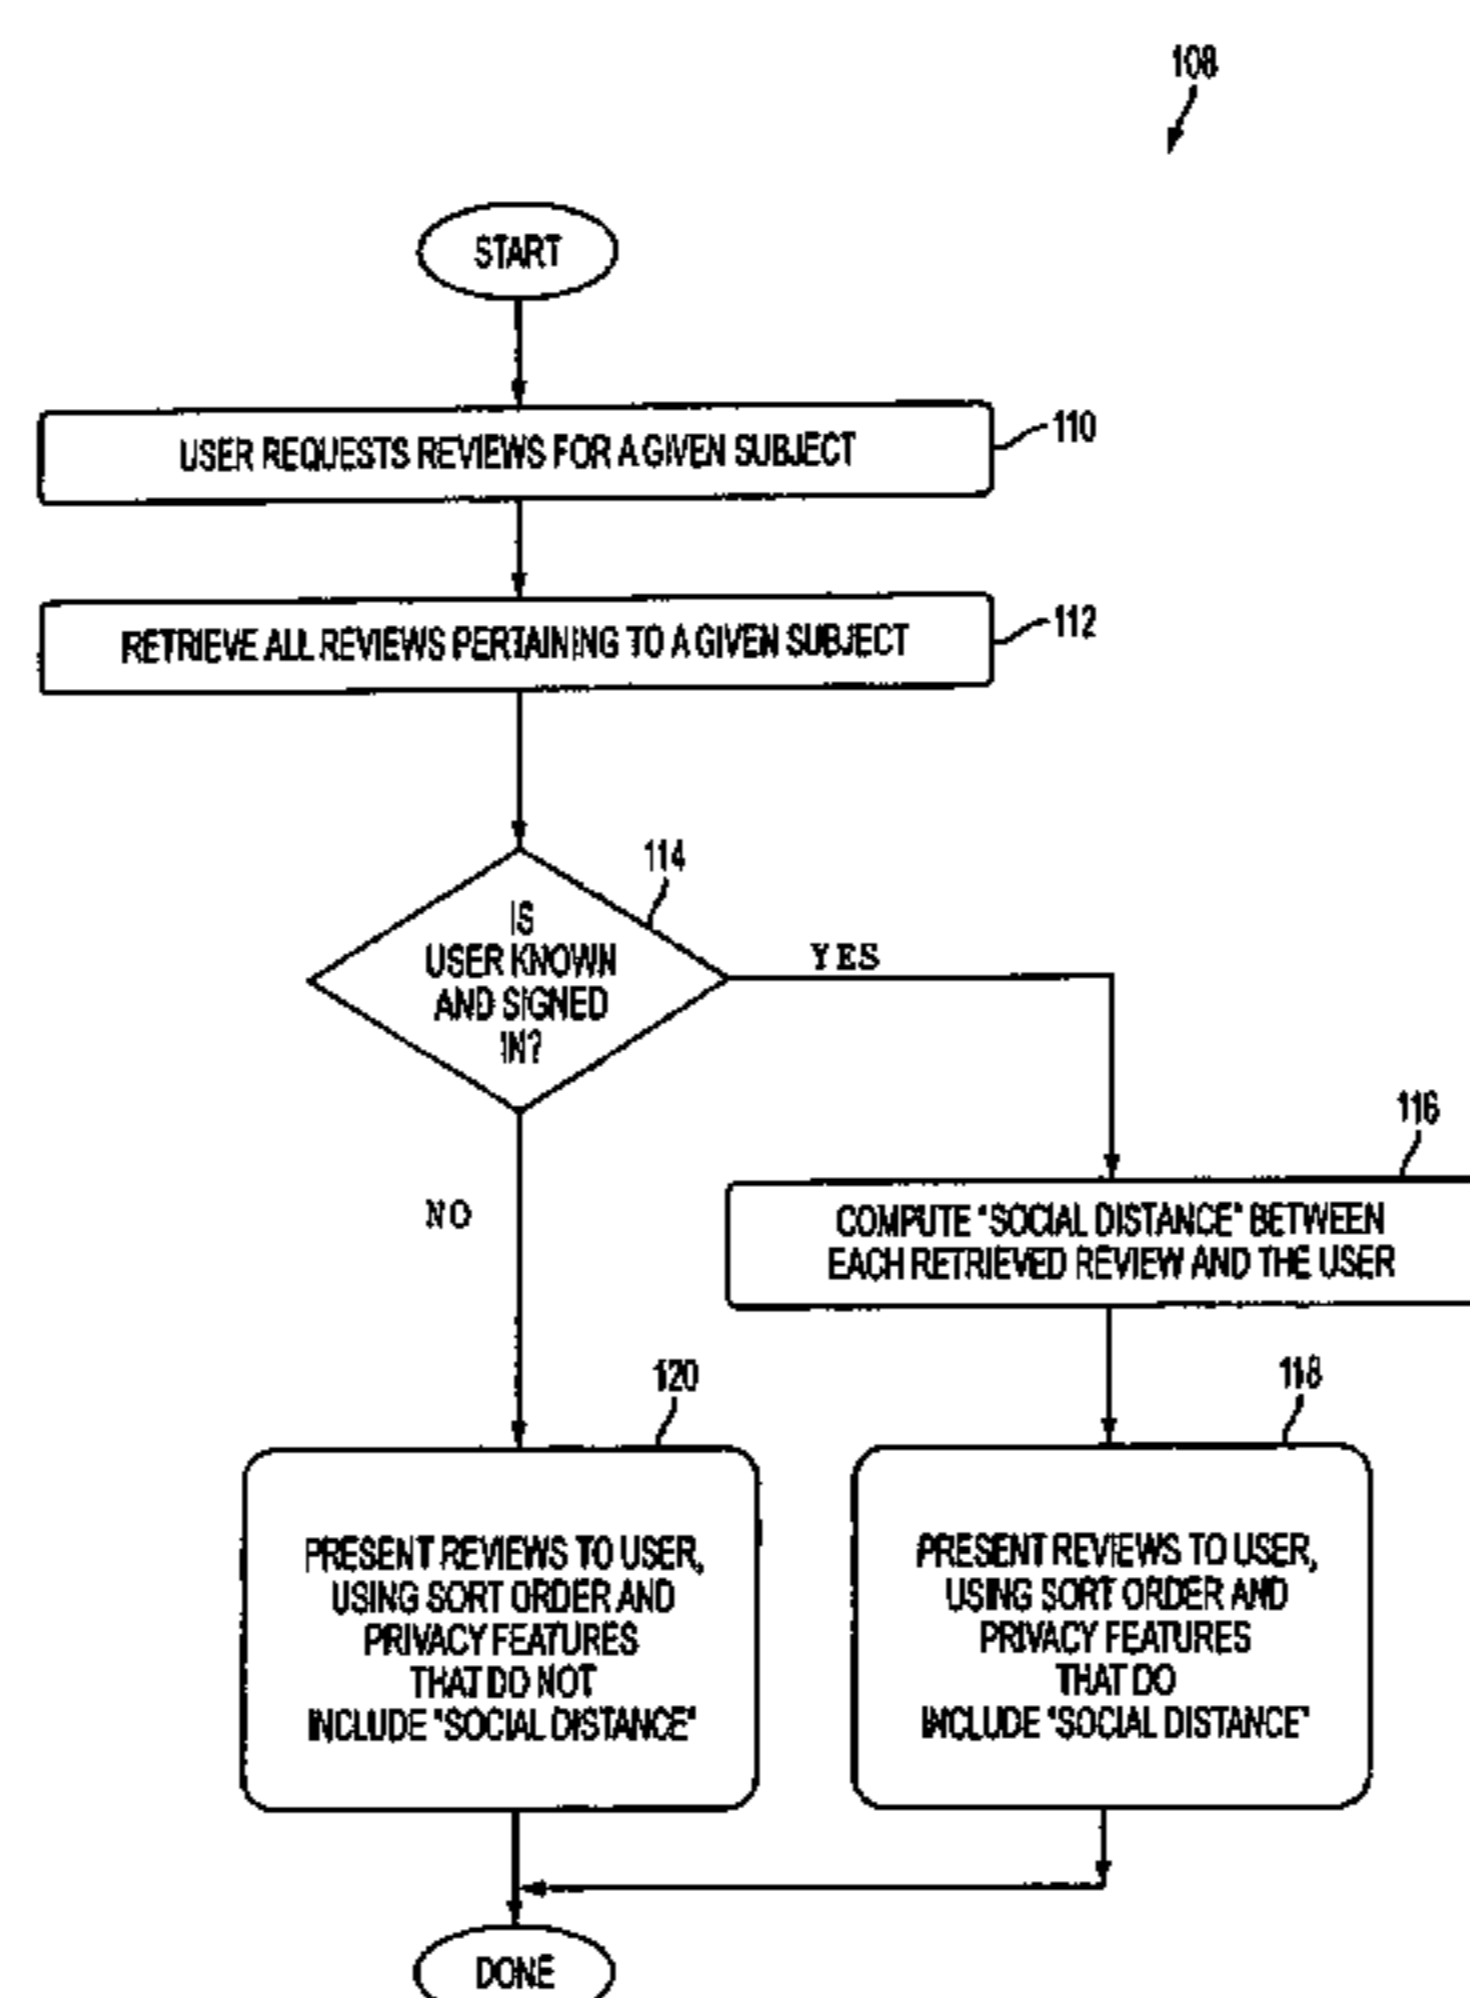 108
START
USER REQUESTS REVIEWS FOR A GIVEN SUBJECT
110
RETRIEVE ALL REVIEWS PERTAINING TO A GIVEN SUBJECT
112
114
IS
USER KNOWN
AND SIGNED
IN?
YES
NO
116
COMPUTE "SOCIAL DISTANCE" BETWEEN
EACH RETRIEVED REVIEW AND THE USER
120
PRESENT REVIEWS TO USER,
USING SORT ORDER AND
PRIVACY FEATURES
THAT DO NOT
INCLUDE "SOCIAL DISTANCE"
118
PRESENT REVIEWS TO USER,
USING SORT ORDER AND
PRIVACY FEATURES
THAT DO
INCLUDE "SOCIAL DISTANCE"
DONE